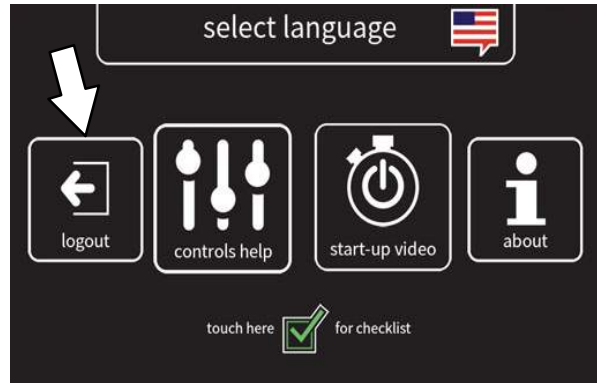 select language
logout
controls help
start-up video
about
touch here
for checklist